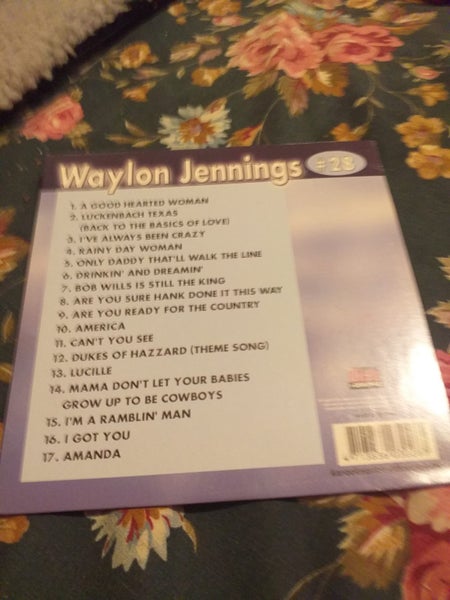 Waylon Jennings #28
1. A GOOD HEARTED WOMAN
2. LUCKENBACH TEXAS
(BACK TO THE BASICS OF LOVE)
3. I'VE ALWAYS BEEN CRAZY
4. RAINY DAY WOMAN
5. ONLY DADDY THAT'LL WALK THE LINE
6. DRINKIN' AND DREAMIN'
7. BOB WILLS IS STILL THE KING
8. ARE YOU SURE HANK DONE IT THIS WAY
9. ARE YOU READY FOR THE COUNTRY
10. AMERICA
11. CAN'T YOU SEE
12. DUKES OF HAZZARD (THEME SONG)
13. LUCILLE
14. MAMA DON'T LET YOUR BABIES
GROW UP TO BE COWBOYS
15. I'M A RAMBLIN' MAN
16. I GOT YOU
17. AMANDA